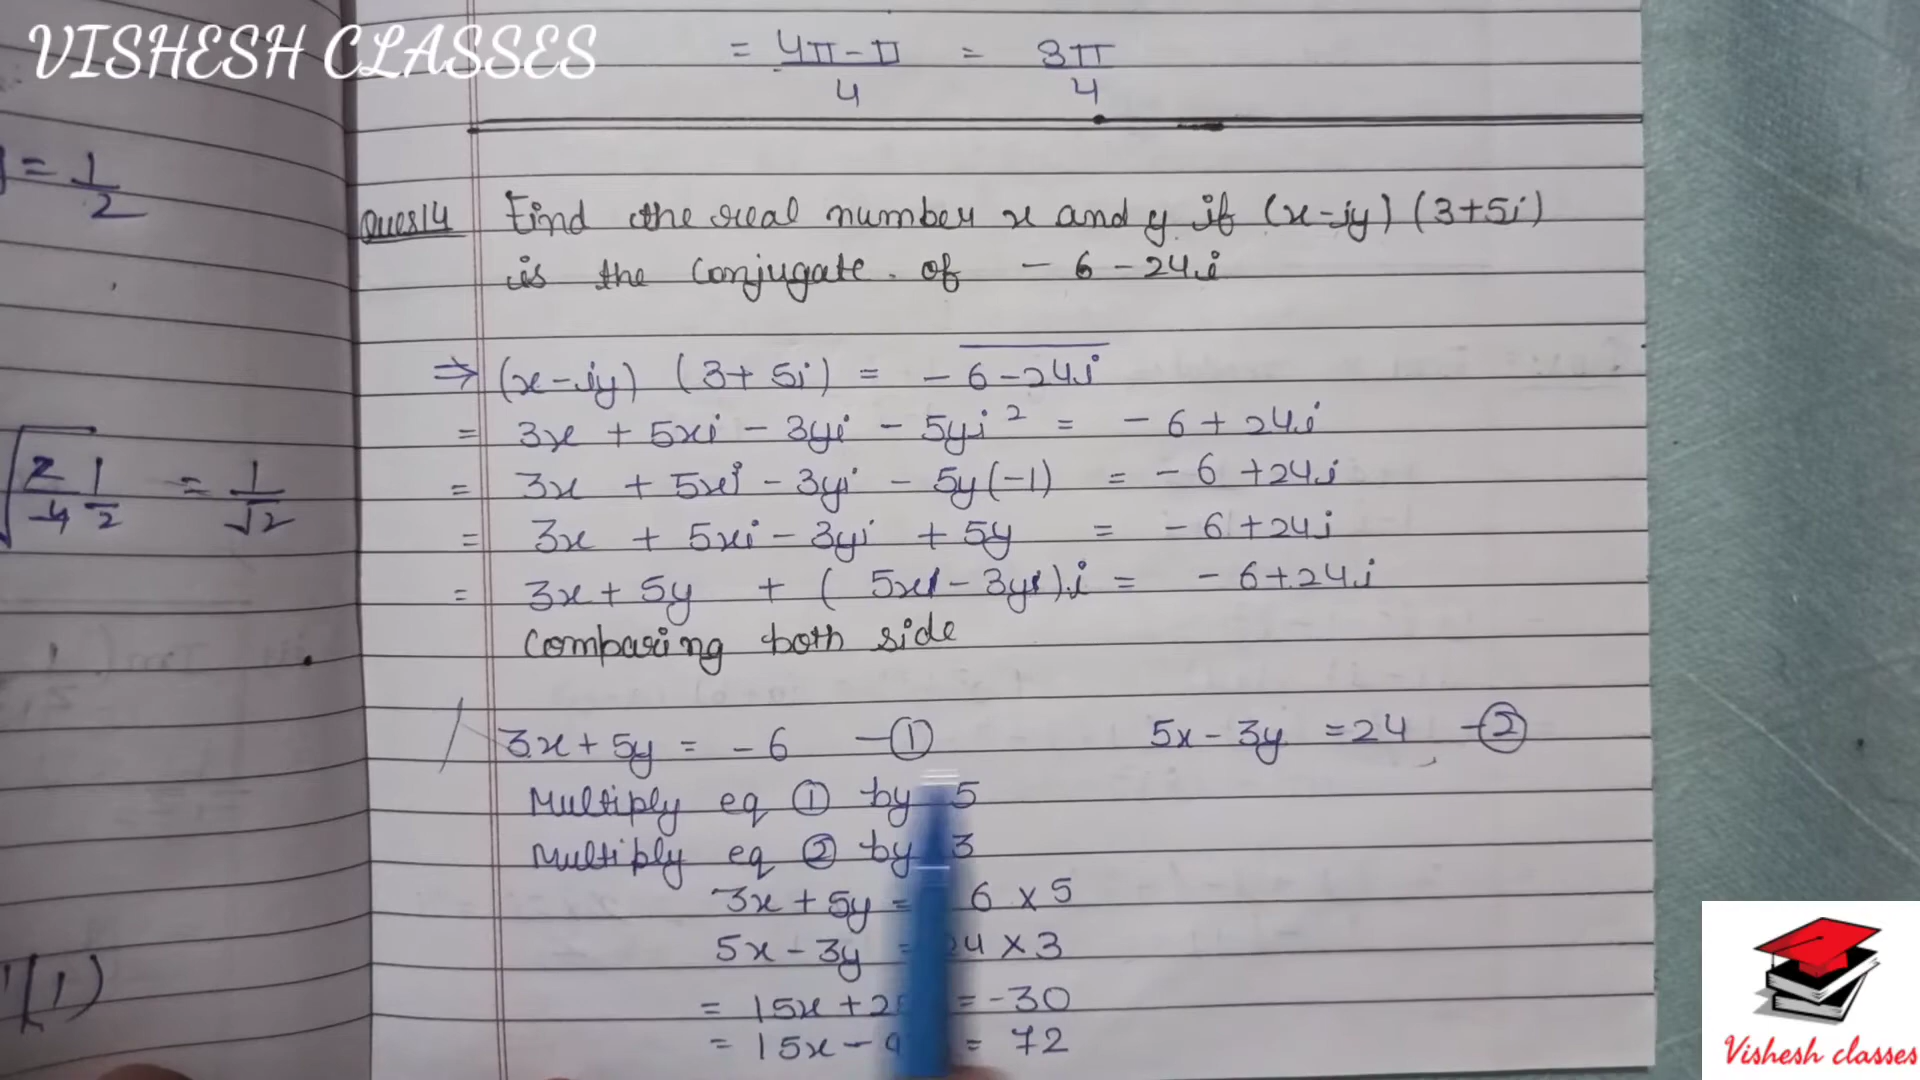 VISHESH CLASSES
= 4π-π/4 = 3π/4
= 1/2
= 1/√2
Ques14 Find the real number x and y if (x-iy) (3+5i)
is the conjugate of - 6 - 24i
⇒ (x-iy) (3+ 5i) = - 6 - 24i
= 3x + 5xi - 3yi - 5yi² = - 6 + 24i
= 3x + 5xi - 3yi - 5y(-1) = - 6 + 24i
= 3x + 5xi - 3yi + 5y = - 6 + 24i
= 3x + 5y + ( 5x - 3y)i = - 6 + 24i
Comparing both side
3x + 5y = - 6 - ① 5x - 3y = 24 - ②
Multiply eq ① by 5
Multiply eq ② by 3
3x + 5y = 6 × 5
5x - 3y = 4 × 3
= 15x + 2 = -30
= 15x - 9 = 72
Vishesh classes